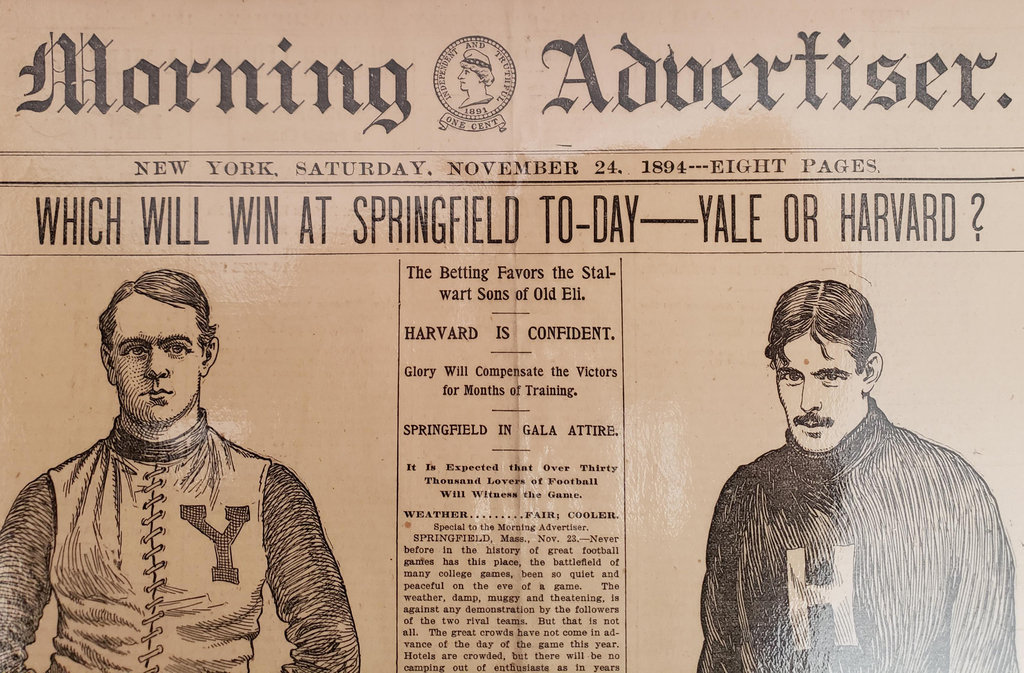 Morning Advertiser.
INDEPENDENT AND TRUTHFUL
1891
ONE CENT
NEW YORK, SATURDAY, NOVEMBER 24, 1894---EIGHT PAGES.
WHICH WILL WIN AT SPRINGFIELD TO-DAY—YALE OR HARVARD?
The Betting Favors the Stal-
wart Sons of Old Eli.
HARVARD IS CONFIDENT.
Glory Will Compensate the Victors
for Months of Training.
SPRINGFIELD IN GALA ATTIRE.
It Is Expected that Over Thirty
Thousand Lovers of Football
Will Witness the Game.
WEATHER.........FAIR; COOLER.
Special to the Morning Advertiser.
SPRINGFIELD, Mass., Nov. 23.—Never
before in the history of great football
games has this place, the battlefield of
many college games, been so quiet and
peaceful on the eve of a game. The
weather, damp, muggy and theatening, is
against any demonstration by the followers
of the two rival teams. But that is not
all. The great crowds have not come in ad-
vance of the day of the game this year.
Hotels are crowded, but there will be no
camping out of enthusiasts as in years
Y
H